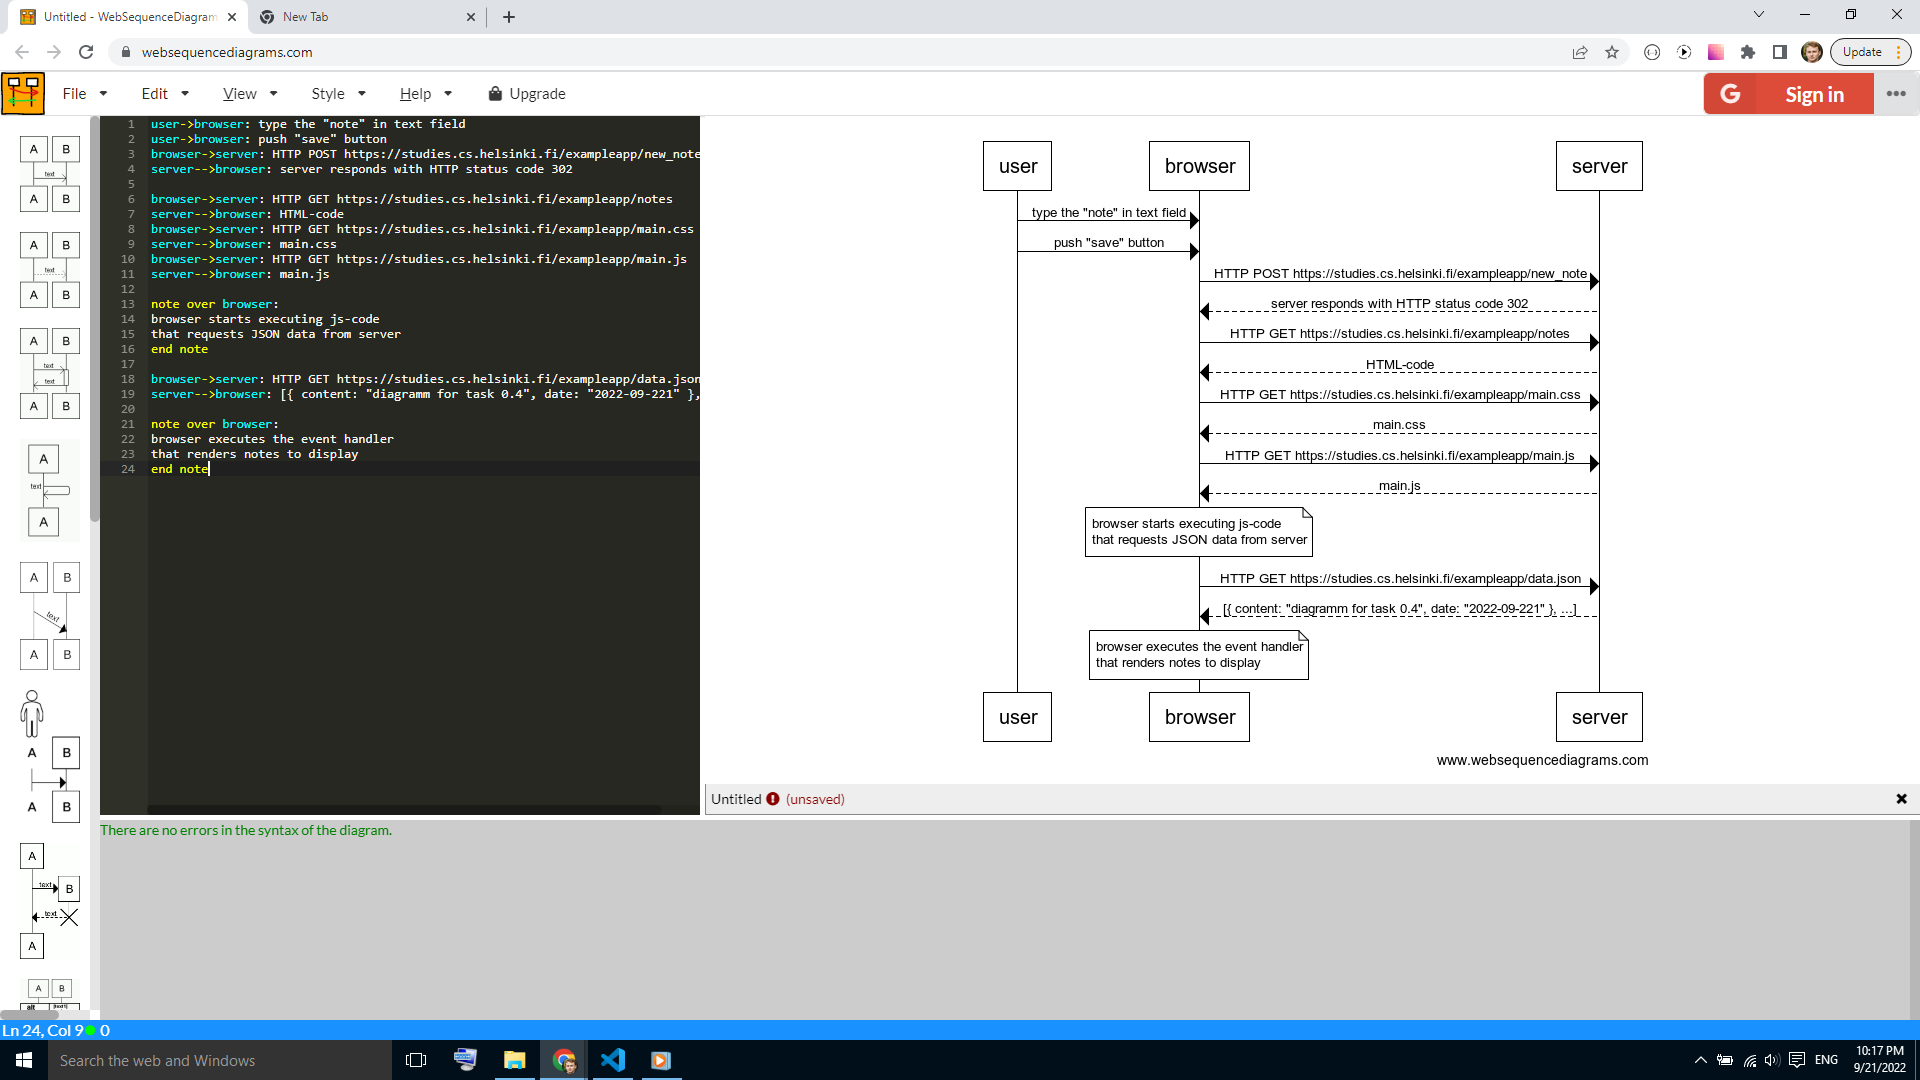 Untitled - WebSequenceDiagram
New Tab
websequencediagrams.com
Update
File
Edit
View
Style
Help
Upgrade
G
Sign in
A B
text
A B
A B
text
A B
A B
text
text
A B
A
text
A
A B
text
A B
A B
A B
A
text B
text
A
A B
alt [text1]
1 user->browser: type the "note" in text field
2 user->browser: push "save" button
3 browser->server: HTTP POST https://studies.cs.helsinki.fi/exampleapp/new_note
4 server-->browser: server responds with HTTP status code 302
5
6 browser->server: HTTP GET https://studies.cs.helsinki.fi/exampleapp/notes
7 server-->browser: HTML-code
8 browser->server: HTTP GET https://studies.cs.helsinki.fi/exampleapp/main.css
9 server-->browser: main.css
10 browser->server: HTTP GET https://studies.cs.helsinki.fi/exampleapp/main.js
11 server-->browser: main.js
12
13 note over browser:
14 browser starts executing js-code
15 that requests JSON data from server
16 end note
17
18 browser->server: HTTP GET https://studies.cs.helsinki.fi/exampleapp/data.json
19 server-->browser: [{ content: "diagramm for task 0.4", date: "2022-09-221" },
20
21 note over browser:
22 browser executes the event handler
23 that renders notes to display
24 end note
user browser server
type the "note" in text field
push "save" button
HTTP POST https://studies.cs.helsinki.fi/exampleapp/new_note
server responds with HTTP status code 302
HTTP GET https://studies.cs.helsinki.fi/exampleapp/notes
HTML-code
HTTP GET https://studies.cs.helsinki.fi/exampleapp/main.css
main.css
HTTP GET https://studies.cs.helsinki.fi/exampleapp/main.js
main.js
browser starts executing js-code
that requests JSON data from server
HTTP GET https://studies.cs.helsinki.fi/exampleapp/data.json
[{ content: "diagramm for task 0.4", date: "2022-09-221" }, ...]
browser executes the event handler
that renders notes to display
user browser server
www.websequencediagrams.com
Untitled (unsaved)
There are no errors in the syntax of the diagram.
Ln 24, Col 9 0
Search the web and Windows
ENG
10:17 PM
9/21/2022